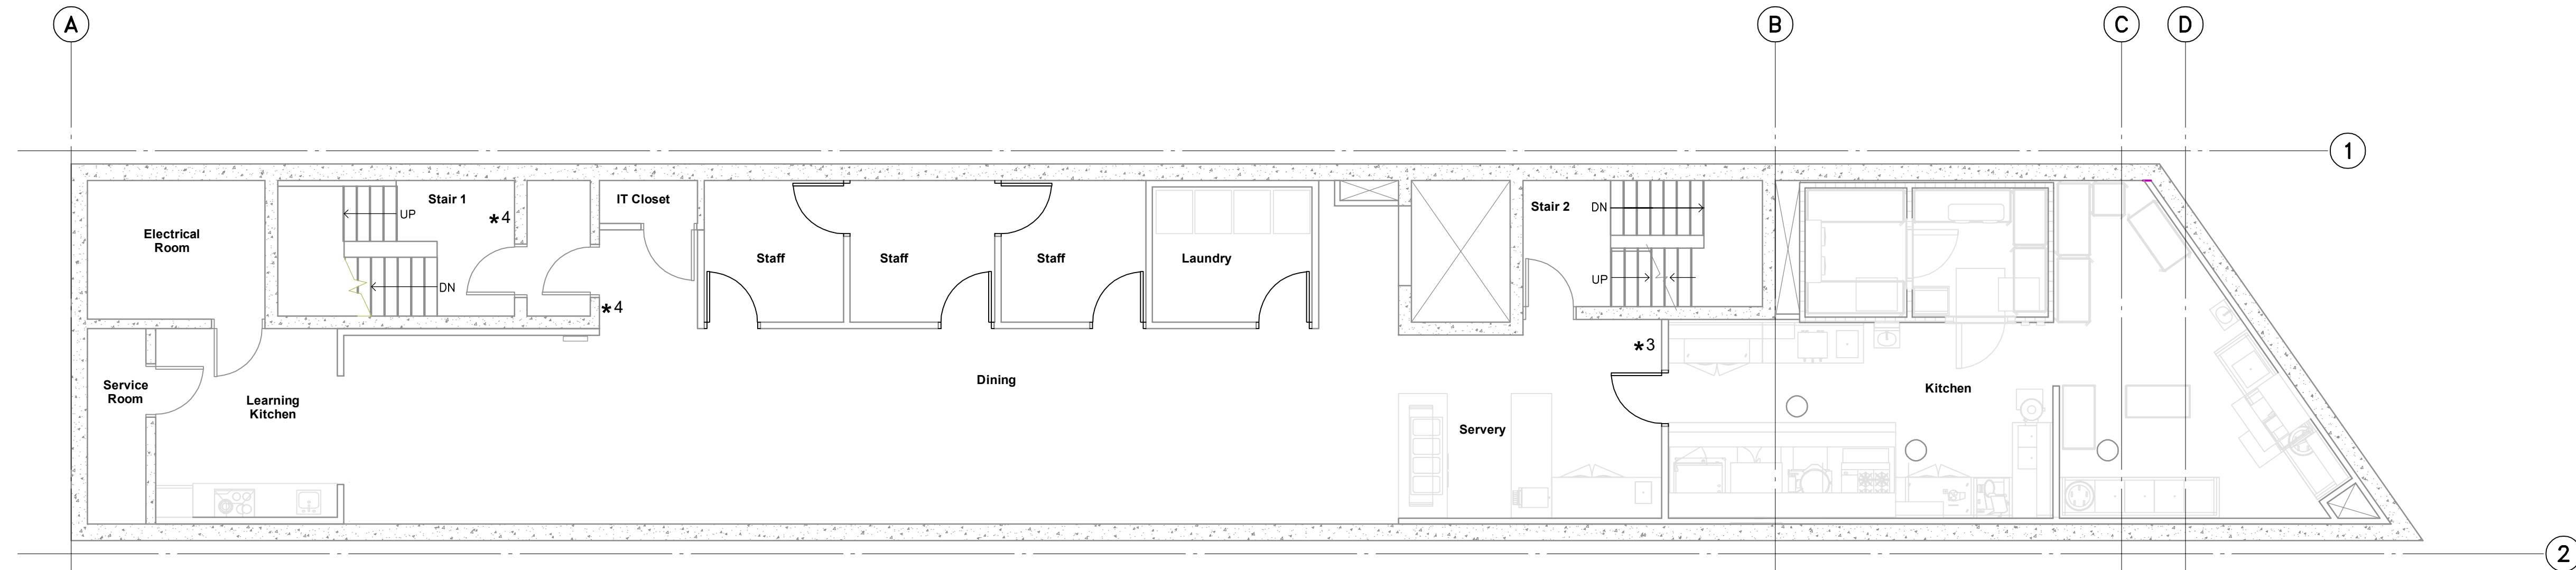 A
B
C
D
1
Stair 1
IT Closet
UP
*4
Electrical
Room
Stair 2
DN
Staff
Staff
Staff
Laundry
DN
UP
*4
*3
Dining
Service
Room
Learning
Kitchen
Kitchen
Servery
2